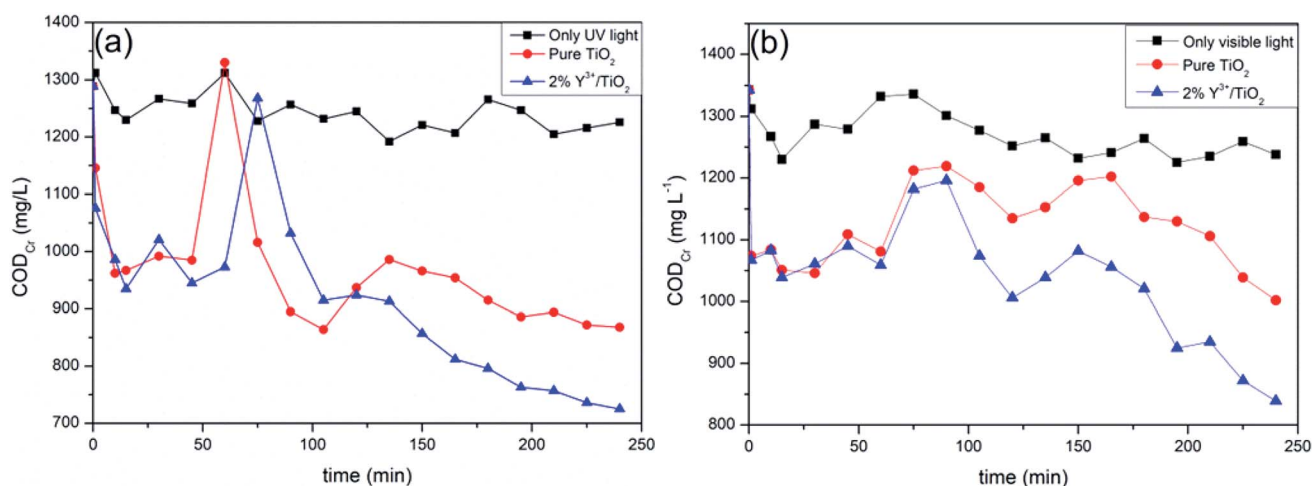 (a)
Only UV light
Pure TiO₂
2% Y³⁺/TiO₂
1400
1300
1200
1100
1000
900
800
700
COD_Cr (mg/L)
0 50 100 150 200 250
time (min)
(b)
Only visible light
Pure TiO₂
2% Y³⁺/TiO₂
1450
1400
1300
1200
1100
1000
900
800
COD_Cr (mg L⁻¹)
0 50 100 150 200 250
time (min)